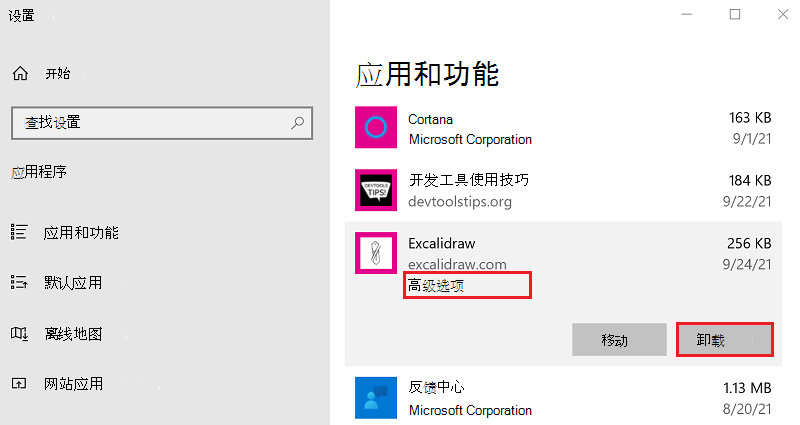 设置
开始
查找设置
应用程序
应用和功能
默认应用
离线地图
网站应用
应用和功能
Cortana 163 KB
Microsoft Corporation 9/1/21
DEVTOOLS
TIPS!
开发工具使用技巧 184 KB
devtoolstips.org 9/22/21
Excalidraw 256 KB
excalidraw.com 9/24/21
高级选项
移动 卸载
反馈中心 1.13 MB
Microsoft Corporation 8/20/21